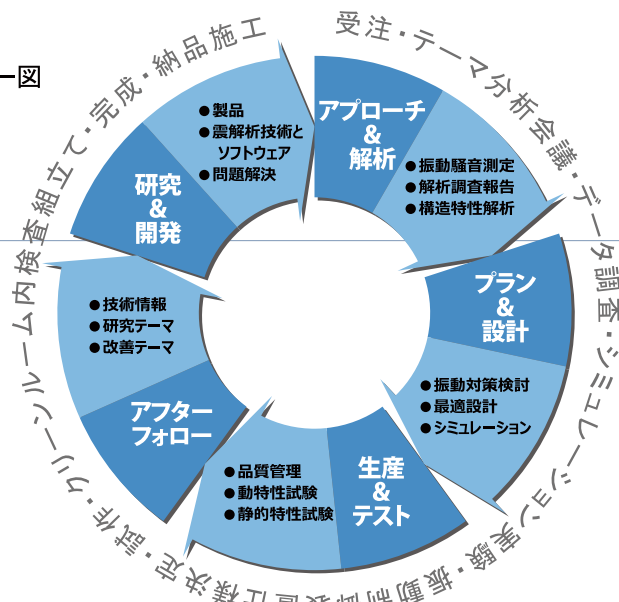 ー図
受注・テーマ分析会議・データ調査・シミュレーション実験・振動制御装置仕様決定・試作・クリーンルーム内検査組立て・完成・納品施工
アプローチ
&
解析
●振動騒音測定
●解析調査報告
●構造特性解析
プラン
&
設計
●振動対策検討
●最適設計
●シミュレーション
生産
&
テスト
●品質管理
●動特性試験
●静的特性試験
アフター
フォロー
●技術情報
●研究テーマ
●改善テーマ
研究
&
開発
●製品
●震解析技術と
ソフトウェア
●問題解決